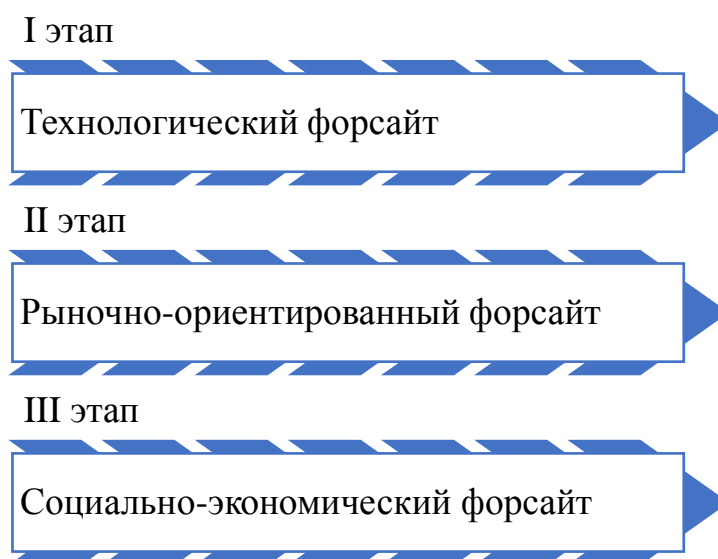 I этап
Технологический форсайт
II этап
Рыночно-ориентированный форсайт
III этап
Социально-экономический форсайт